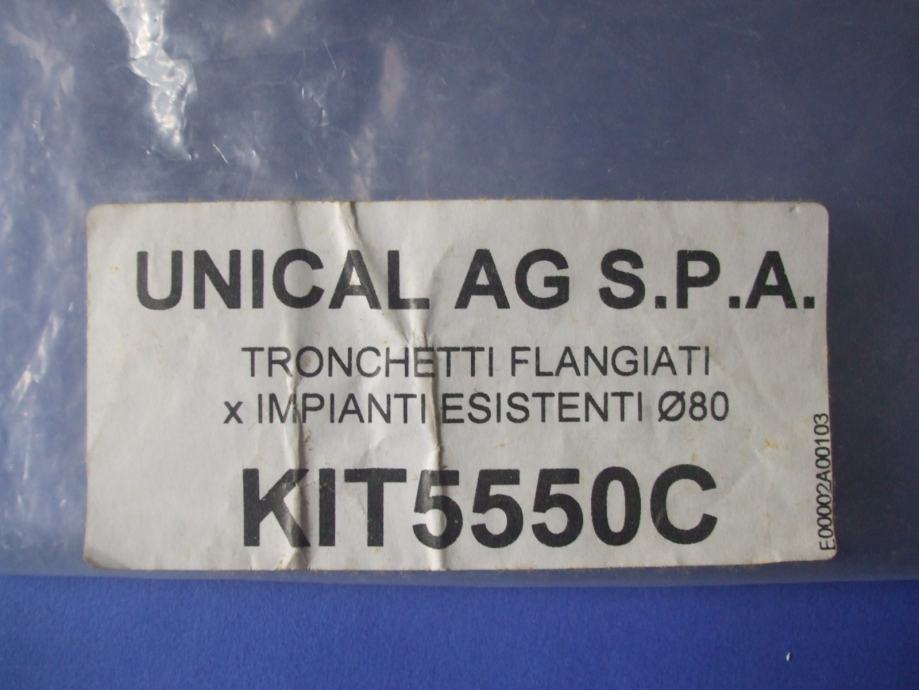 UNICAL AG S.P.A.
TRONCHETTI FLANGIATI
x IMPIANTI ESISTENTI Ø80
KIT5550C
E00002A00103